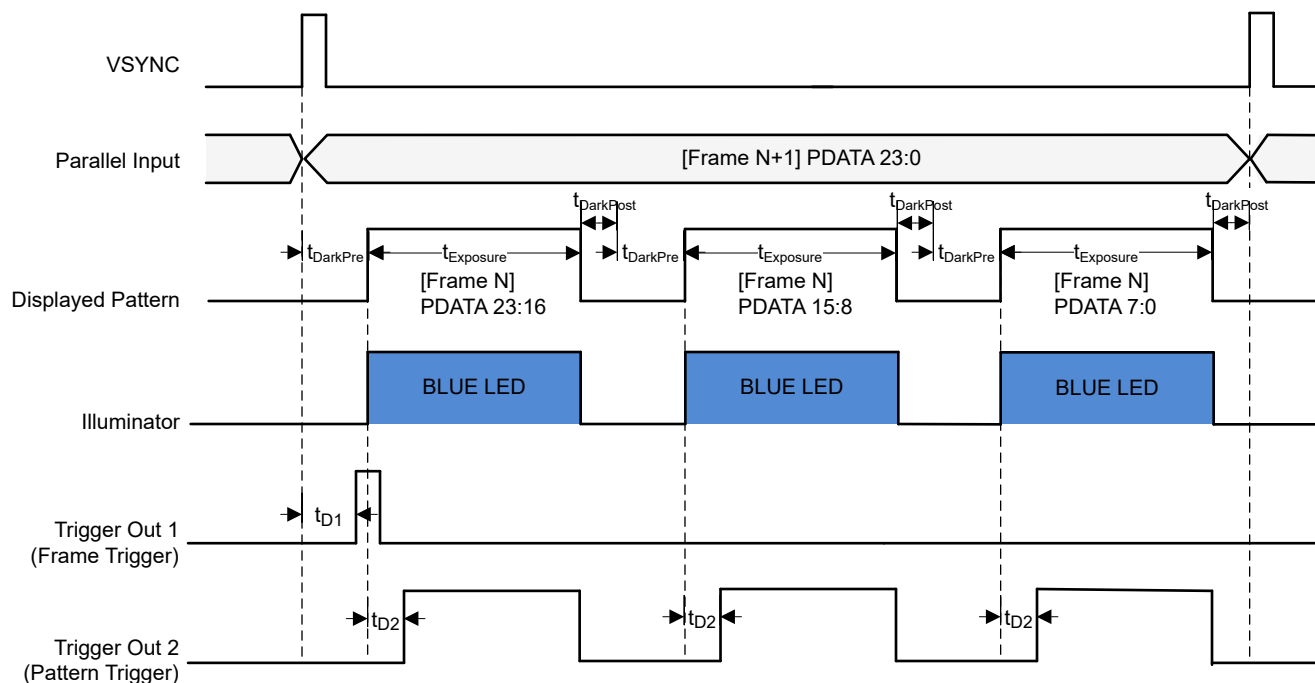 VSYNC
Parallel Input
[Frame N+1] PDATA 23:0
tDarkPost
tDarkPost
tDarkPost
tDarkPre
tExposure
tDarkPre
tExposure
tDarkPre
tExposure
Displayed Pattern
[Frame N]
PDATA 23:16
[Frame N]
PDATA 15:8
[Frame N]
PDATA 7:0
Illuminator
BLUE LED
BLUE LED
BLUE LED
tD1
Trigger Out 1
(Frame Trigger)
tD2
tD2
tD2
Trigger Out 2
(Pattern Trigger)